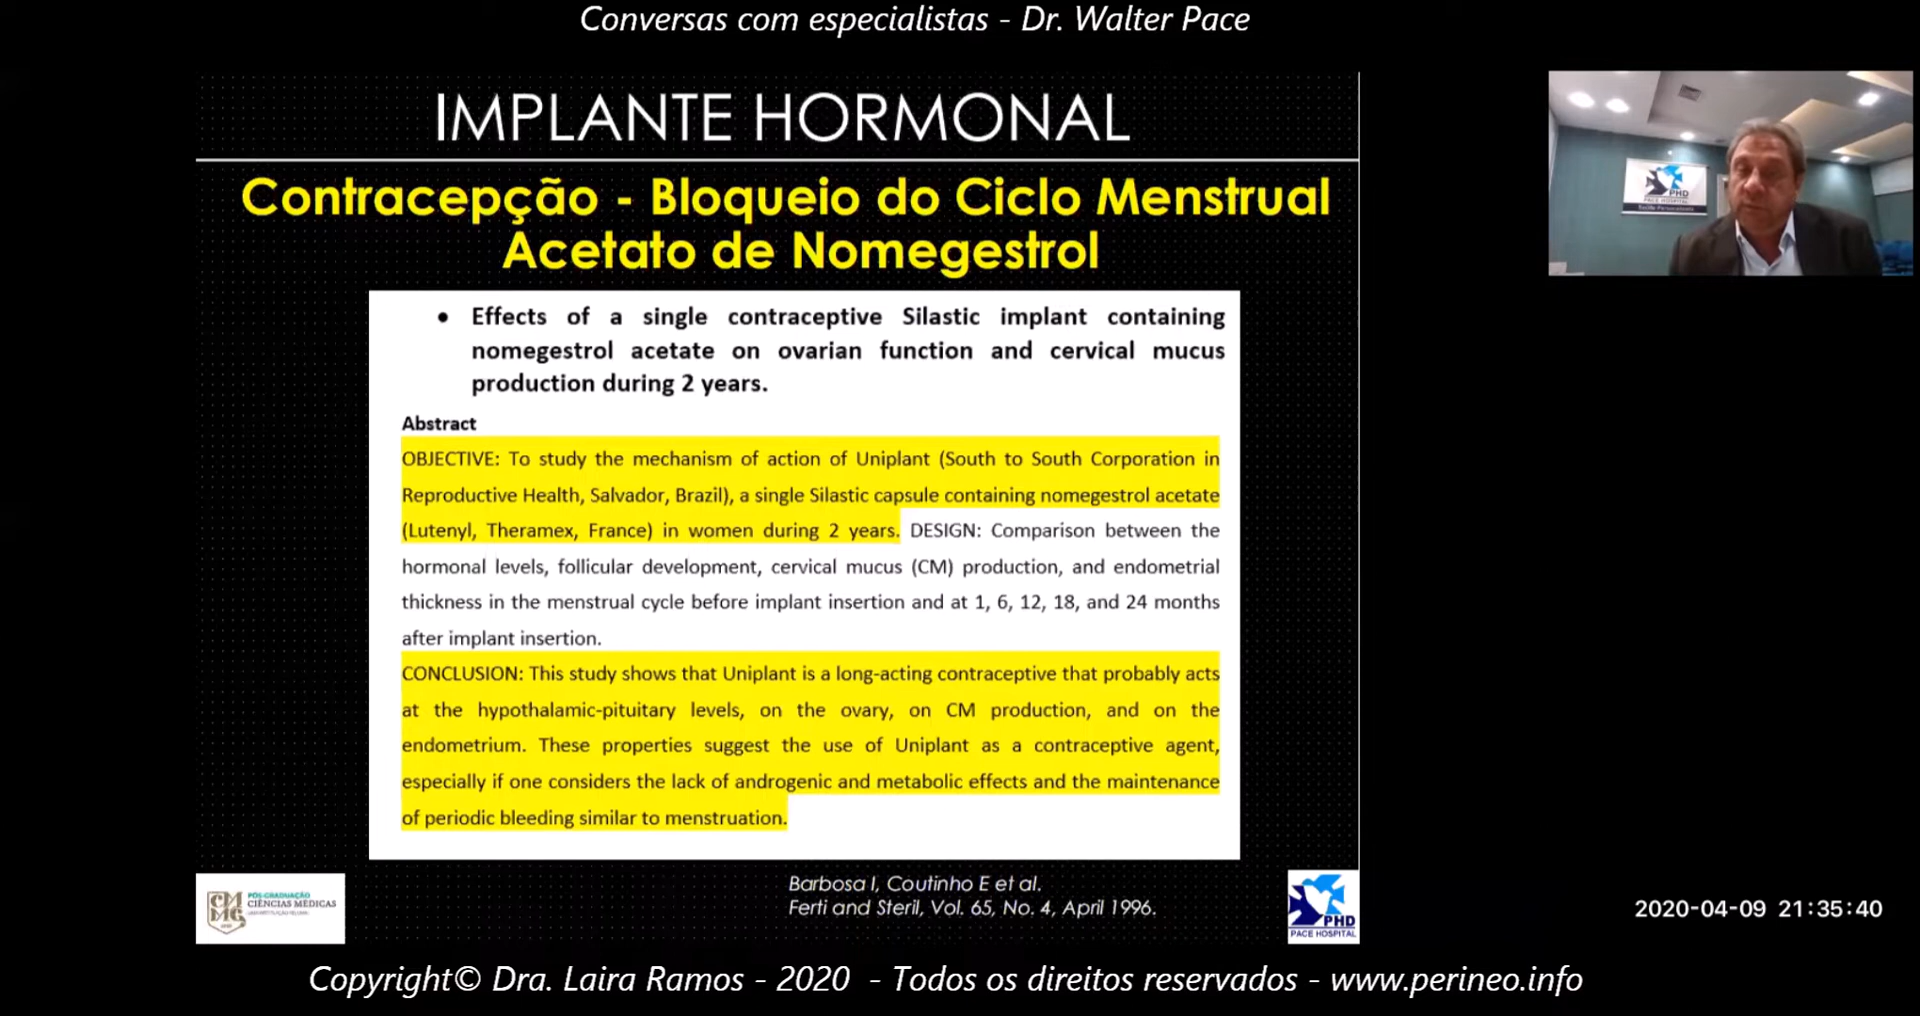 Conversas com especialistas - Dr. Walter Pace
IMPLANTE HORMONAL
Contracepção - Bloqueio do Ciclo Menstrual
Acetato de Nomegestrol
• Effects of a single contraceptive Silastic implant containing
nomegestrol acetate on ovarian function and cervical mucus
production during 2 years.
Abstract
OBJECTIVE: To study the mechanism of action of Uniplant (South to South Corporation in
Reproductive Health, Salvador, Brazil), a single Silastic capsule containing nomegestrol acetate
(Lutenyl, Theramex, France) in women during 2 years. DESIGN: Comparison between the
hormonal levels, follicular development, cervical mucus (CM) production, and endometrial
thickness in the menstrual cycle before implant insertion and at 1, 6, 12, 18, and 24 months
after implant insertion.
CONCLUSION: This study shows that Uniplant is a long-acting contraceptive that probably acts
at the hypothalamic-pituitary levels, on the ovary, on CM production, and on the
endometrium. These properties suggest the use of Uniplant as a contraceptive agent,
especially if one considers the lack of androgenic and metabolic effects and the maintenance
of periodic bleeding similar to menstruation.
Barbosa I, Coutinho E et al.
Ferti and Steril, Vol. 65, No. 4, April 1996.
CMMG
PÓS-GRADUAÇÃO
CIÊNCIAS MÉDICAS
PHD
PACE HOSPITAL
PHD
PACE HOSPITAL
2020-04-09 21:35:40
Copyright© Dra. Laira Ramos - 2020 - Todos os direitos reservados - www.perineo.info